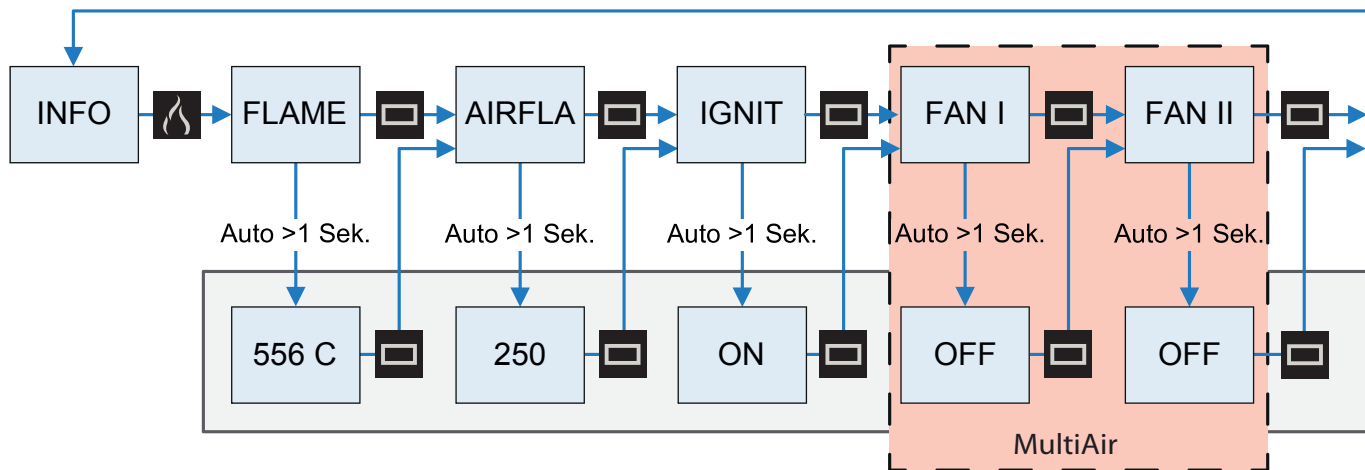 INFO
FLAME
AIRFLA
IGNIT
FAN I
FAN II
Auto >1 Sek.
Auto >1 Sek.
Auto >1 Sek.
Auto >1 Sek.
Auto >1 Sek.
556 C
250
ON
OFF
OFF
MultiAir